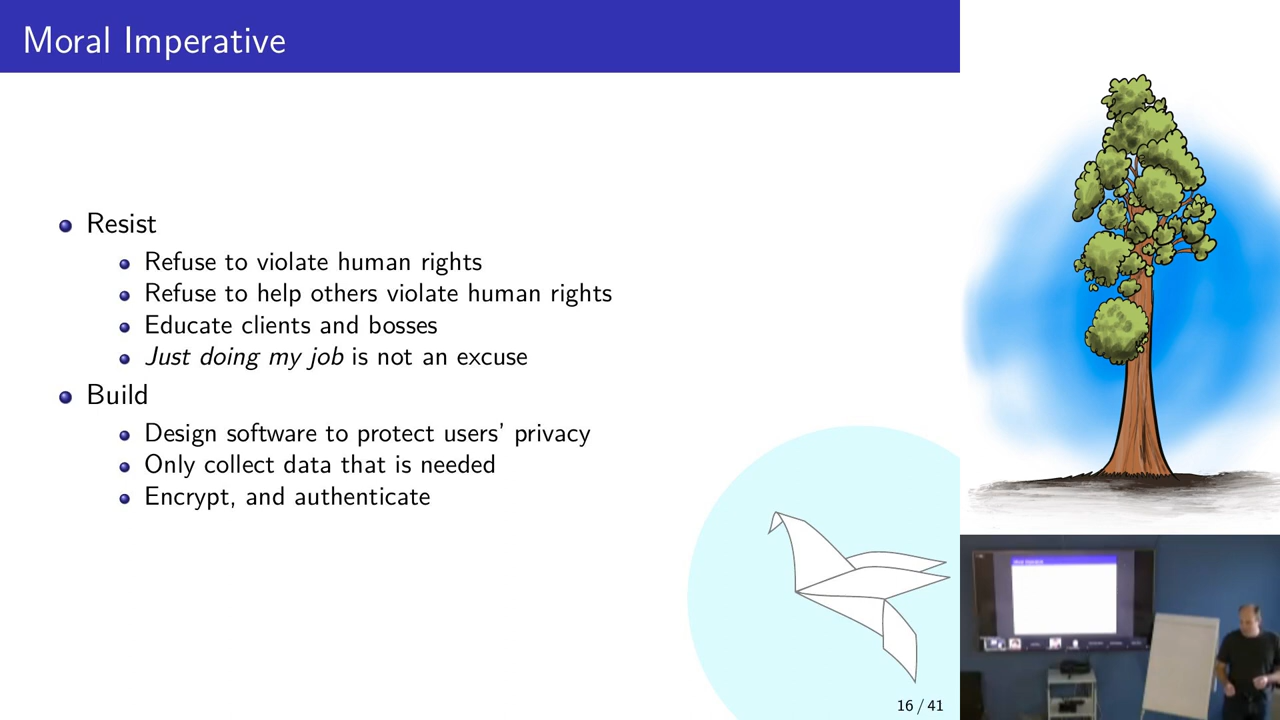 Moral Imperative
Resist
Refuse to violate human rights
Refuse to help others violate human rights
Educate clients and bosses
Just doing my job is not an excuse
Build
Design software to protect users' privacy
Only collect data that is needed
Encrypt, and authenticate
16 / 41